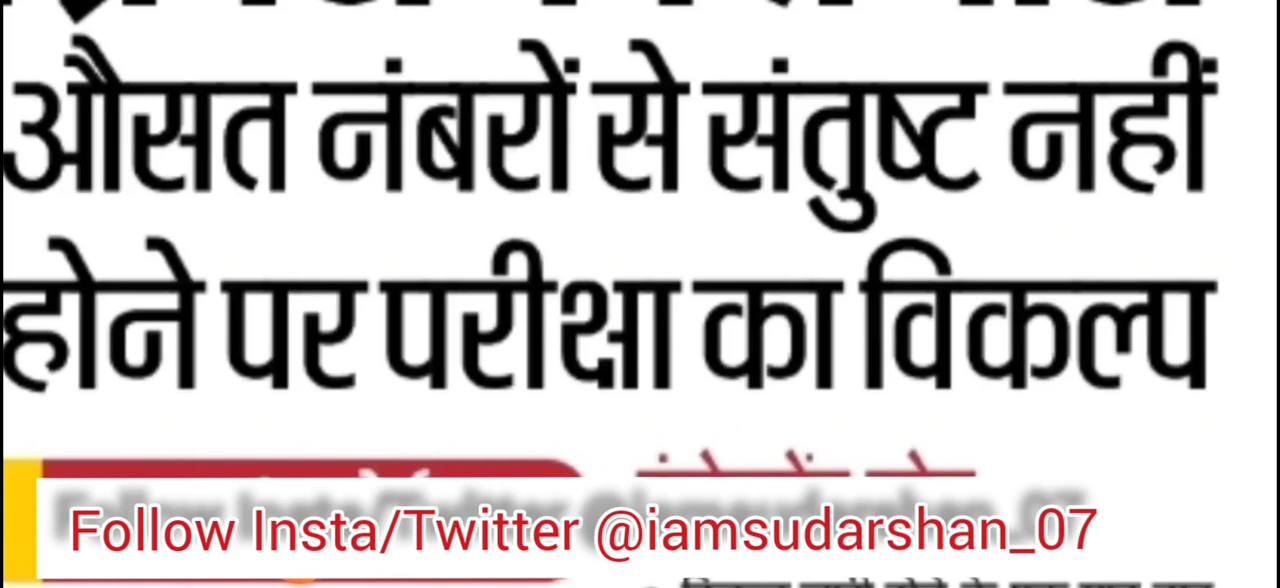 औसत नंबरों से संतुष्ट नहीं
होने पर परीक्षा का विकल्प
Follow Insta/Twitter @iamsudarshan_07